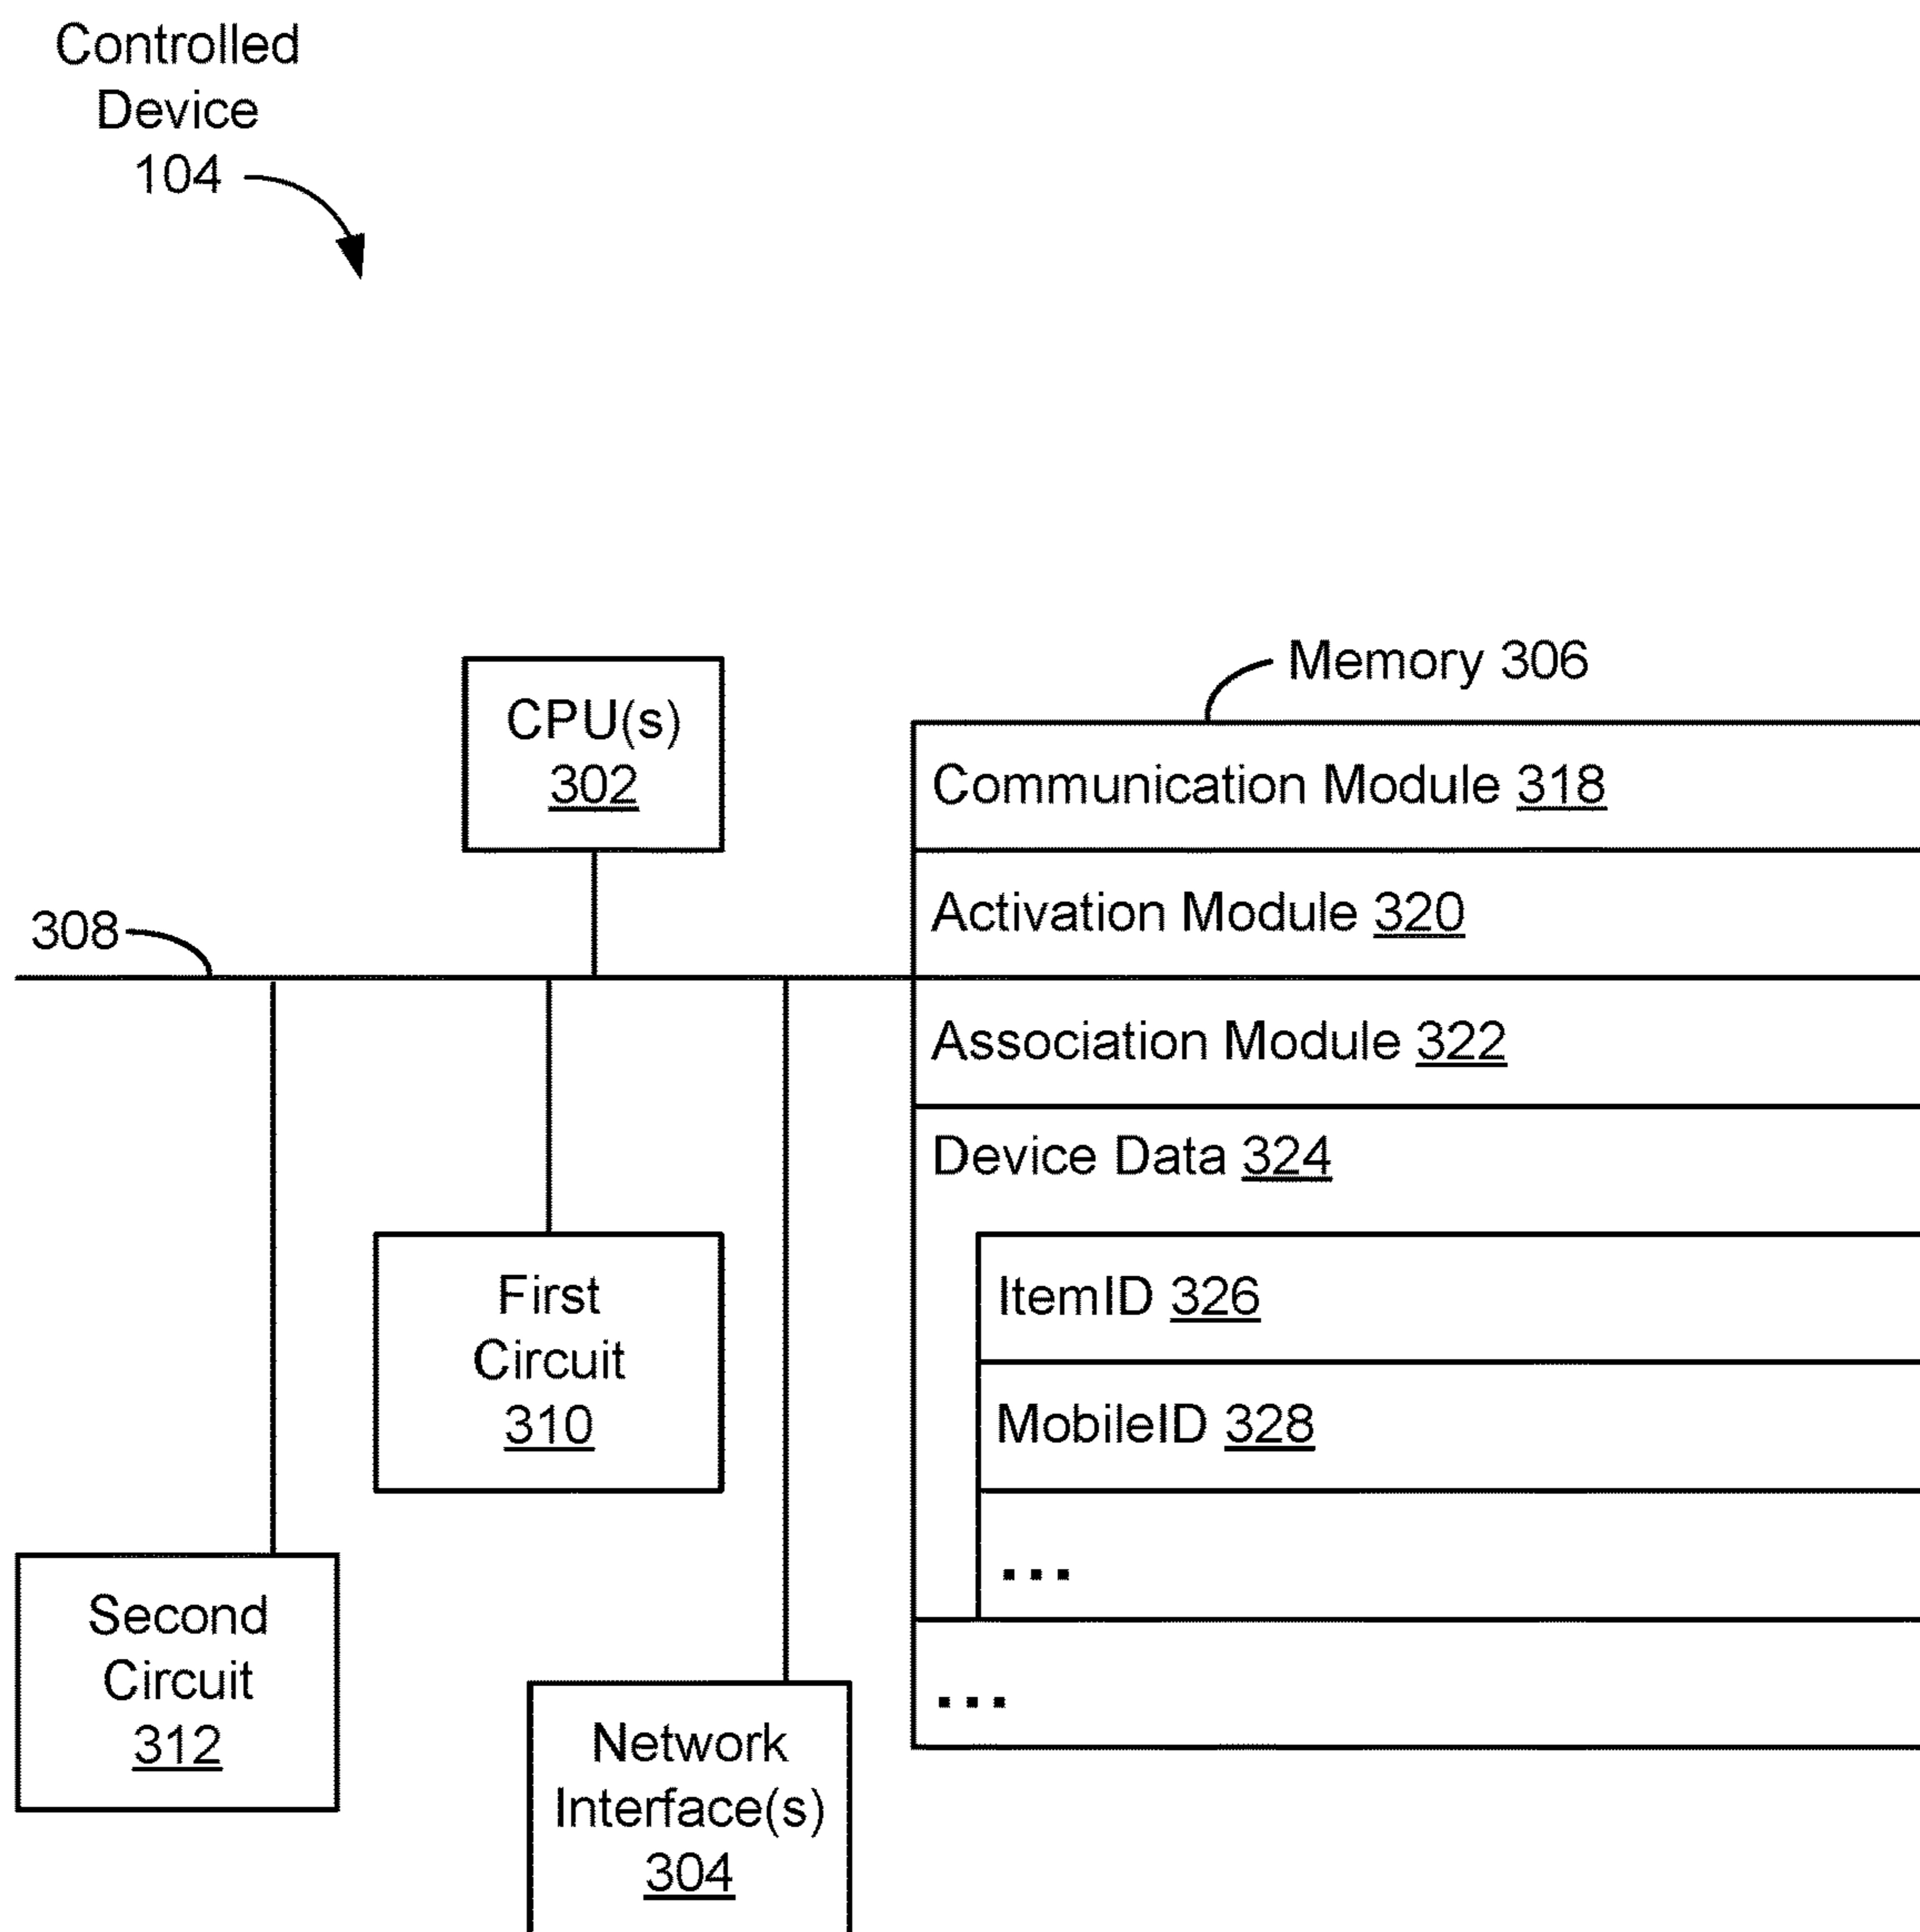 Controlled
Device
104
Memory 306
CPU(s)
302
Communication Module 318
Activation Module 320
308
Association Module 322
Device Data 324
First
Circuit
310
ItemID 326
MobileID 328
...
Second
Circuit
312
...
Network
Interface(s)
304